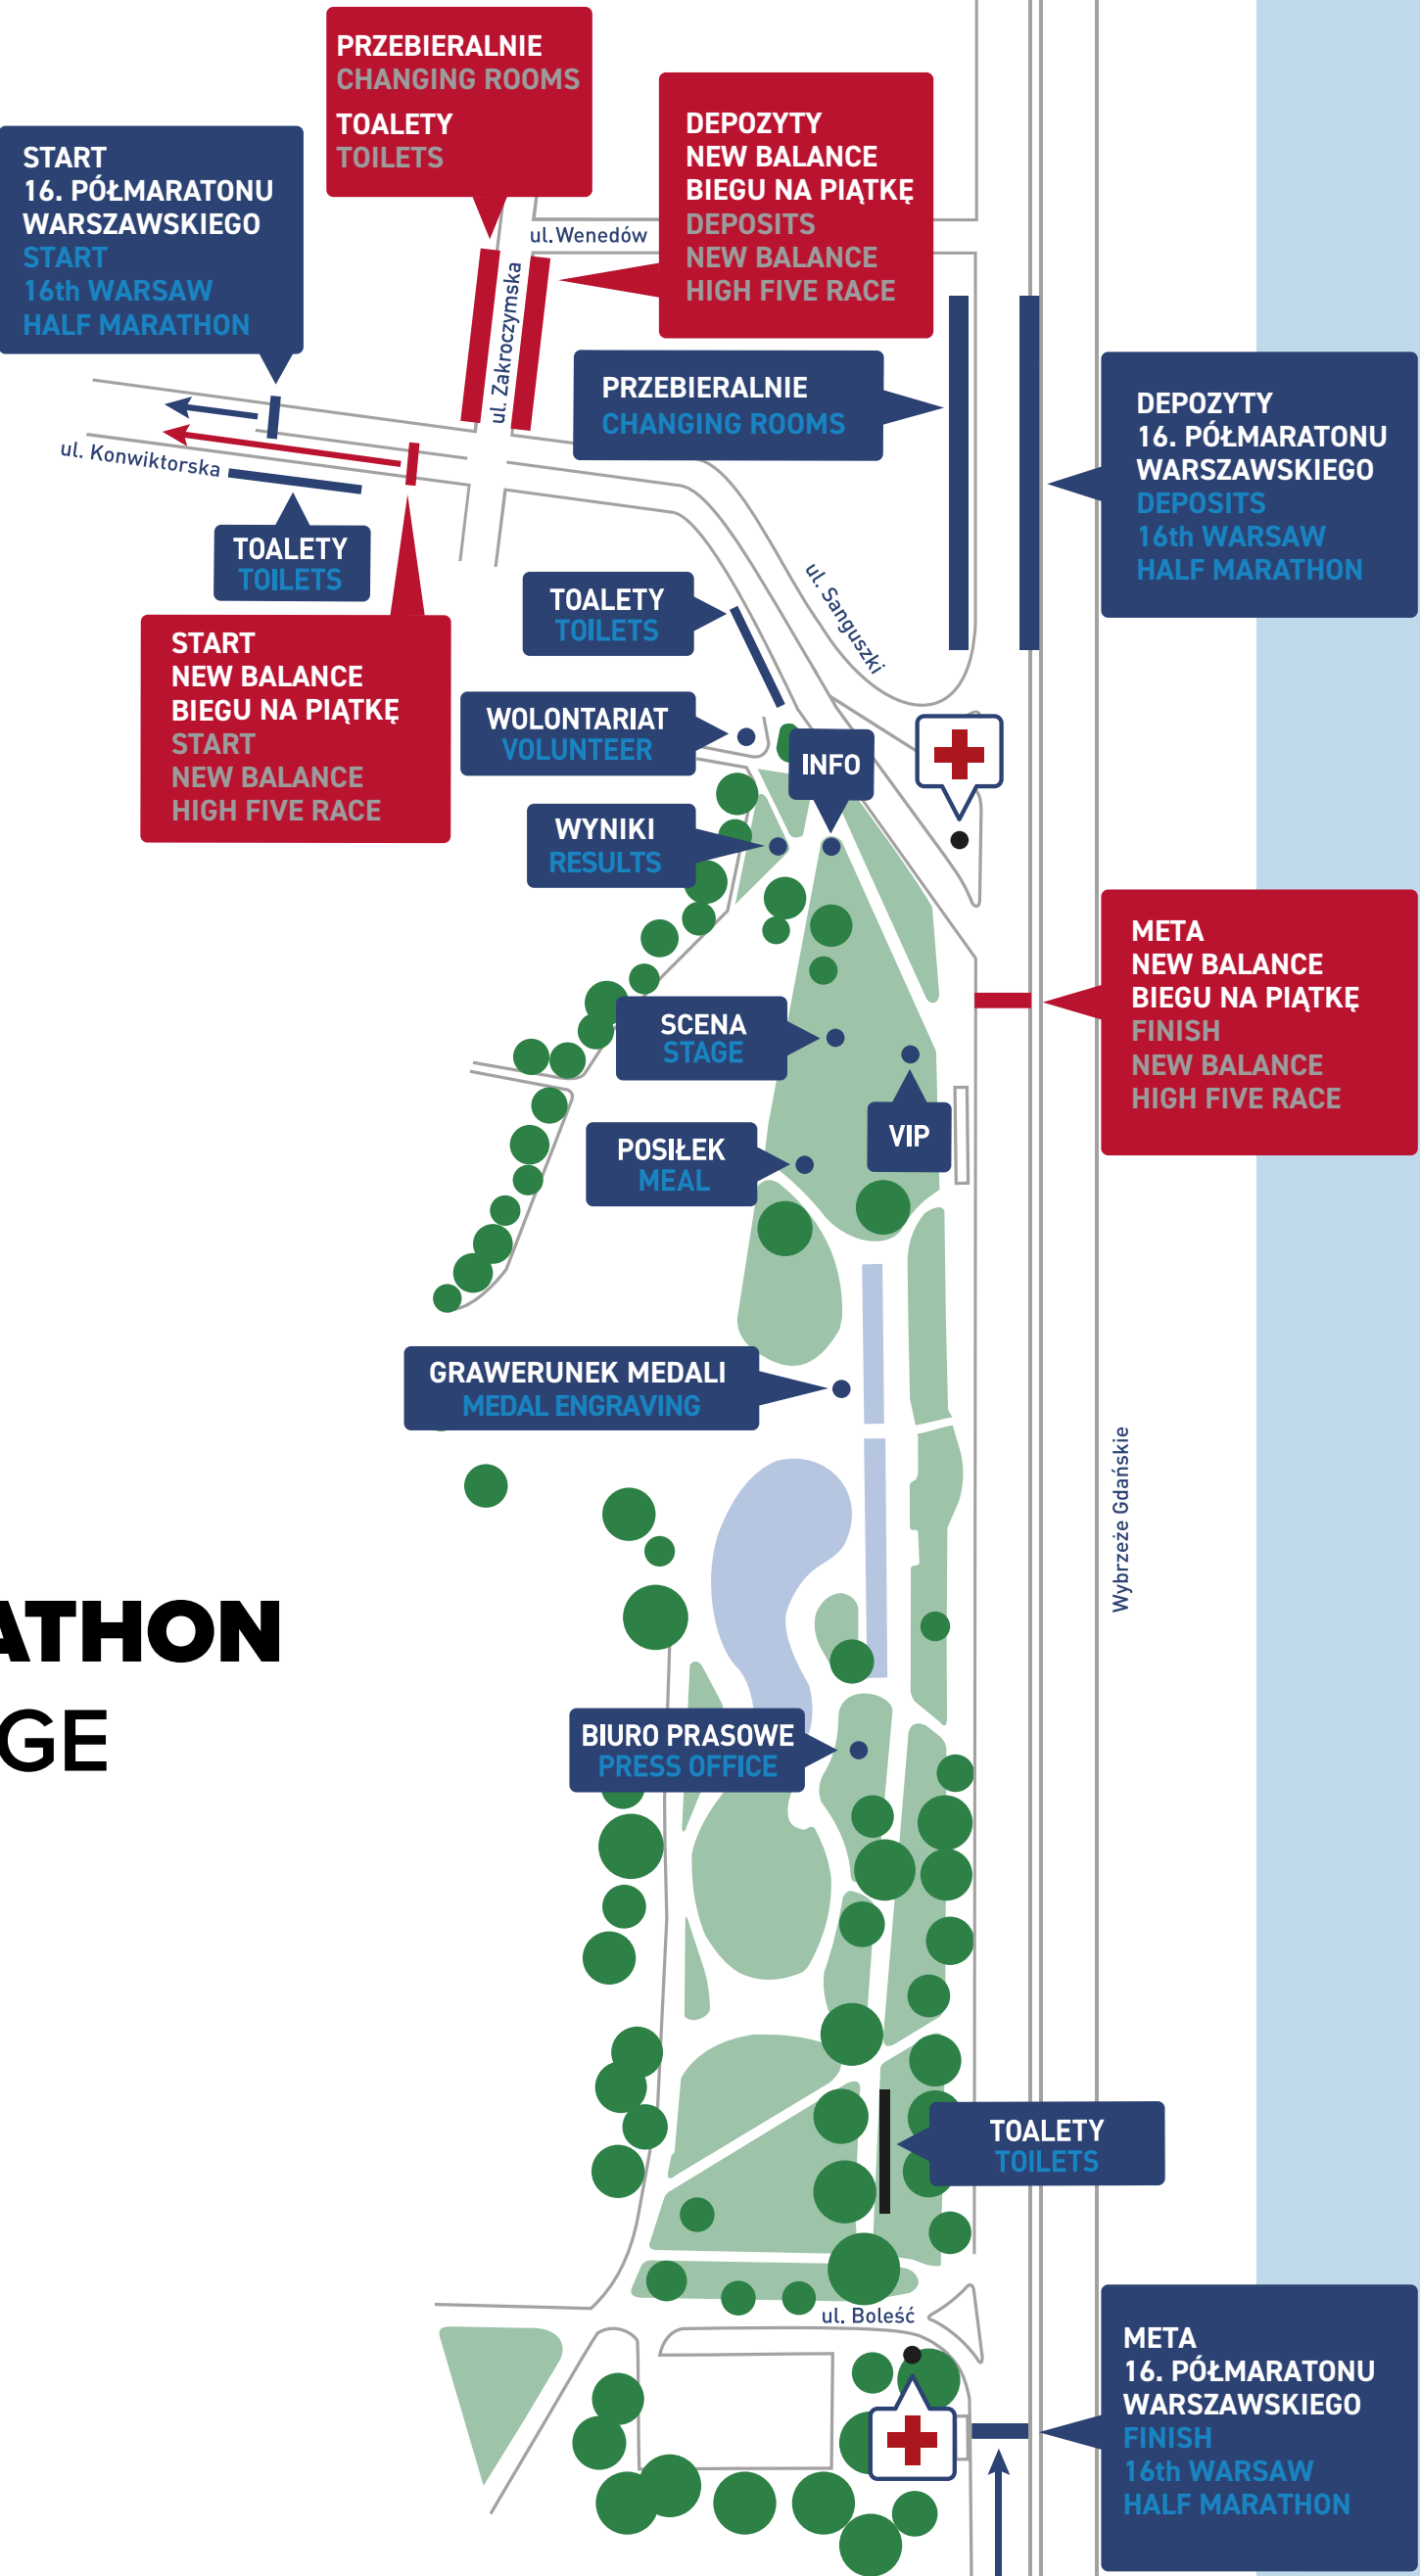 PRZEBIERALNIE
CHANGING ROOMS
TOALETY
TOILETS
DEPOZYTY
NEW BALANCE
BIEGU NA PIĄTKĘ
DEPOSITS
NEW BALANCE
HIGH FIVE RACE
START
16. PÓŁMARATONU
WARSZAWSKIEGO
START
16th WARSAW
HALF MARATHON
ul.Wenedów
ul. Zakroczymska
PRZEBIERALNIE
CHANGING ROOMS
DEPOZYTY
16. PÓŁMARATONU
WARSZAWSKIEGO
DEPOSITS
16th WARSAW
HALF MARATHON
ul. Konwiktorska
TOALETY
TOILETS
TOALETY
TOILETS
ul. Sanguszki
START
NEW BALANCE
BIEGU NA PIĄTKĘ
START
NEW BALANCE
HIGH FIVE RACE
WOLONTARIAT
VOLUNTEER
INFO
WYNIKI
RESULTS
META
NEW BALANCE
BIEGU NA PIĄTKĘ
FINISH
NEW BALANCE
HIGH FIVE RACE
SCENA
STAGE
VIP
POSIŁEK
MEAL
GRAWERUNEK MEDALI
MEDAL ENGRAVING
Wybrzeże Gdańskie
ATHON
GE
BIURO PRASOWE
PRESS OFFICE
TOALETY
TOILETS
ul. Boleść
META
16. PÓŁMARATONU
WARSZAWSKIEGO
FINISH
16th WARSAW
HALF MARATHON